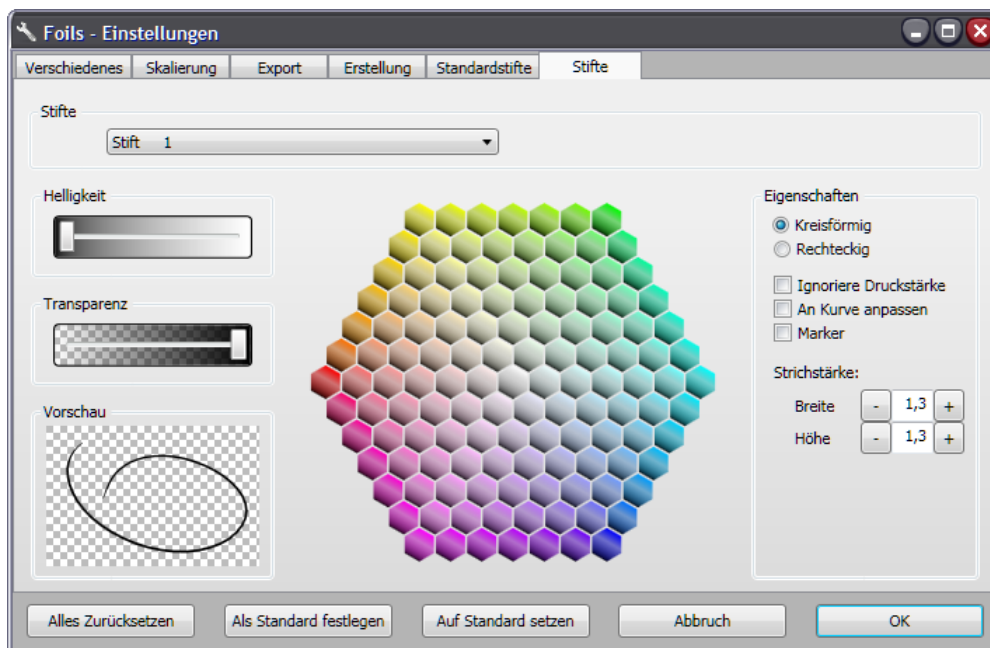 Foils - Einstellungen
Verschiedenes Skalierung Export Erstellung Standardstifte Stifte
Stifte
Stift 1
Helligkeit
Transparenz
Vorschau
Eigenschaften
Kreisförmig
Rechteckig
Ignoriere Druckstärke
An Kurve anpassen
Marker
Strichstärke:
Breite - 1,3 +
Höhe - 1,3 +
Alles Zurücksetzen Als Standard festlegen Auf Standard setzen Abbruch OK